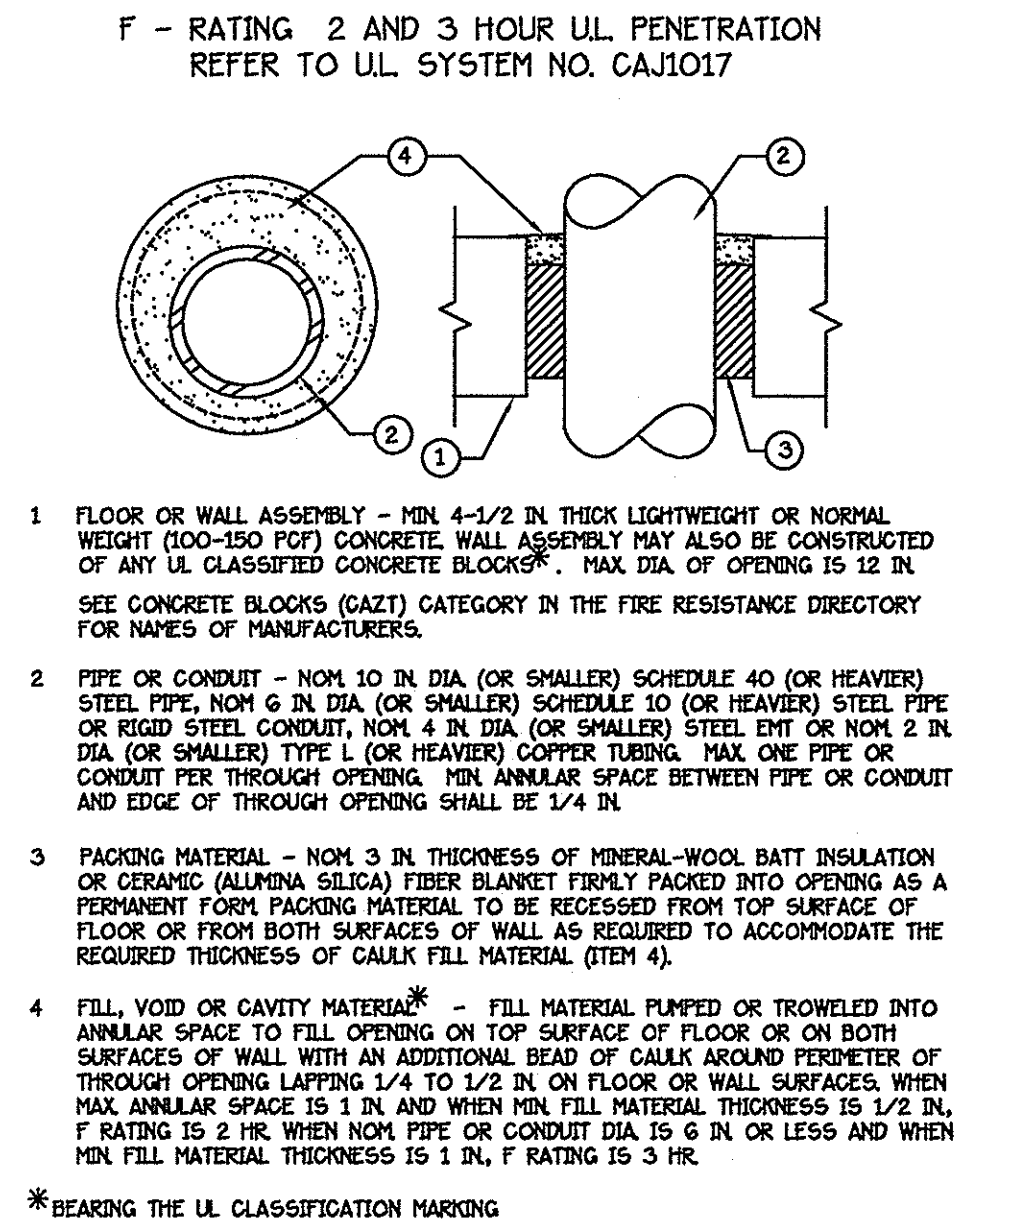 F - RATING 2 AND 3 HOUR U.L. PENETRATION
REFER TO U.L. SYSTEM NO. CAJ1017
4
2
2
1
3
1 FLOOR OR WALL ASSEMBLY - MIN. 4-1/2 IN. THICK LIGHTWEIGHT OR NORMAL
WEIGHT (100-150 PCF) CONCRETE. WALL ASSEMBLY MAY ALSO BE CONSTRUCTED
OF ANY UL CLASSIFIED CONCRETE BLOCKS*. MAX. DIA. OF OPENING IS 12 IN.
SEE CONCRETE BLOCKS (CAZT) CATEGORY IN THE FIRE RESISTANCE DIRECTORY
FOR NAMES OF MANUFACTURERS.
2 PIPE OR CONDUIT - NOM. 10 IN. DIA. (OR SMALLER) SCHEDULE 40 (OR HEAVIER)
STEEL PIPE, NOM. 6 IN. DIA. (OR SMALLER) SCHEDULE 10 (OR HEAVIER) STEEL PIPE
OR RIGID STEEL CONDUIT, NOM. 4 IN. DIA. (OR SMALLER) STEEL EMT OR NOM. 2 IN.
DIA. (OR SMALLER) TYPE L (OR HEAVIER) COPPER TUBING. MAX. ONE PIPE OR
CONDUIT PER THROUGH OPENING. MIN. ANNULAR SPACE BETWEEN PIPE OR CONDUIT
AND EDGE OF THROUGH OPENING SHALL BE 1/4 IN.
3 PACKING MATERIAL - NOM. 3 IN. THICKNESS OF MINERAL-WOOL BATT INSULATION
OR CERAMIC (ALUMINA SILICA) FIBER BLANKET FIRMLY PACKED INTO OPENING AS A
PERMANENT FORM. PACKING MATERIAL TO BE RECESSED FROM TOP SURFACE OF
FLOOR OR FROM BOTH SURFACES OF WALL AS REQUIRED TO ACCOMMODATE THE
REQUIRED THICKNESS OF CAULK FILL MATERIAL (ITEM 4).
4 FILL, VOID OR CAVITY MATERIAL* - FILL MATERIAL PUMPED OR TROWELED INTO
ANNULAR SPACE TO FILL OPENING ON TOP SURFACE OF FLOOR OR ON BOTH
SURFACES OF WALL WITH AN ADDITIONAL BEAD OF CAULK AROUND PERIMETER OF
THROUGH OPENING LAPPING 1/4 TO 1/2 IN. ON FLOOR OR WALL SURFACES. WHEN
MAX. ANNULAR SPACE IS 1 IN. AND WHEN MIN. FILL MATERIAL THICKNESS IS 1/2 IN.,
F RATING IS 2 HR. WHEN NOM. PIPE OR CONDUIT DIA. IS 6 IN. OR LESS AND WHEN
MIN. FILL MATERIAL THICKNESS IS 1 IN., F RATING IS 3 HR.
*BEARING THE UL CLASSIFICATION MARKING